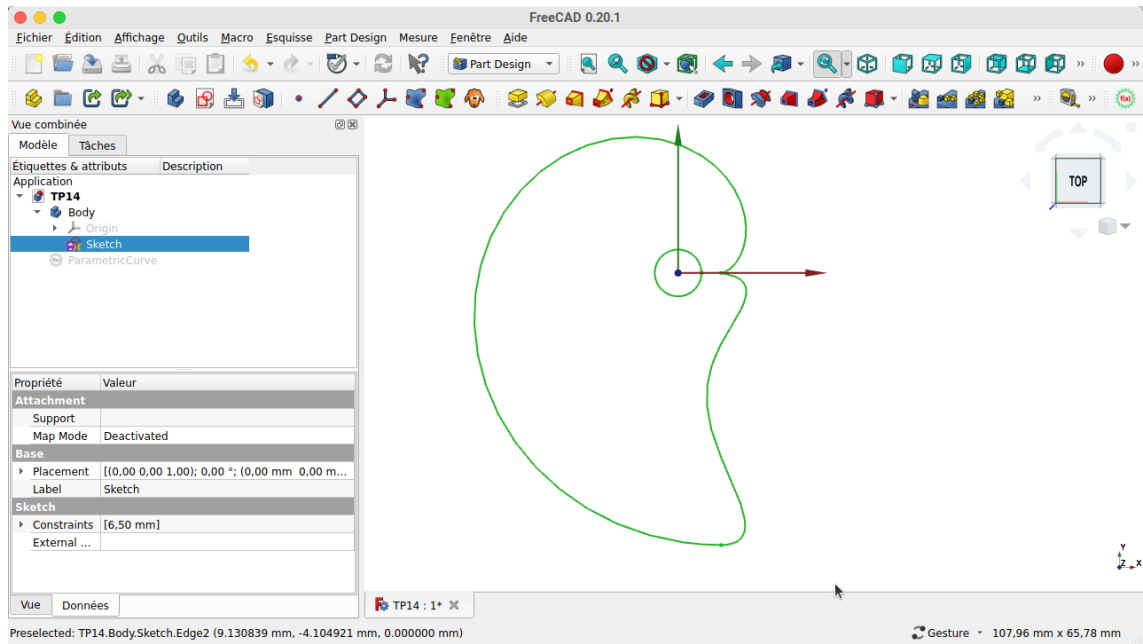 FreeCAD 0.20.1
Fichier Édition Affichage Outils Macro Esquisse Part Design Mesure Fenêtre Aide
Part Design
»
»
»
»
f(x)
Vue combinée
Modèle Tâches
Étiquettes & attributs Description
Application
TP14
Body
Origin
Sketch
ParametricCurve
TOP
Propriété Valeur
Attachment
Support
Map Mode Deactivated
Base
Placement [(0,00 0,00 1,00); 0,00 °; (0,00 mm 0,00 m...
Label Sketch
Sketch
Constraints [6,50 mm]
External ...
Y
Z X
Vue Données
TP14 : 1*
Preselected: TP14.Body.Sketch.Edge2 (9.130839 mm, -4.104921 mm, 0.000000 mm)
Gesture 107,96 mm x 65,78 mm